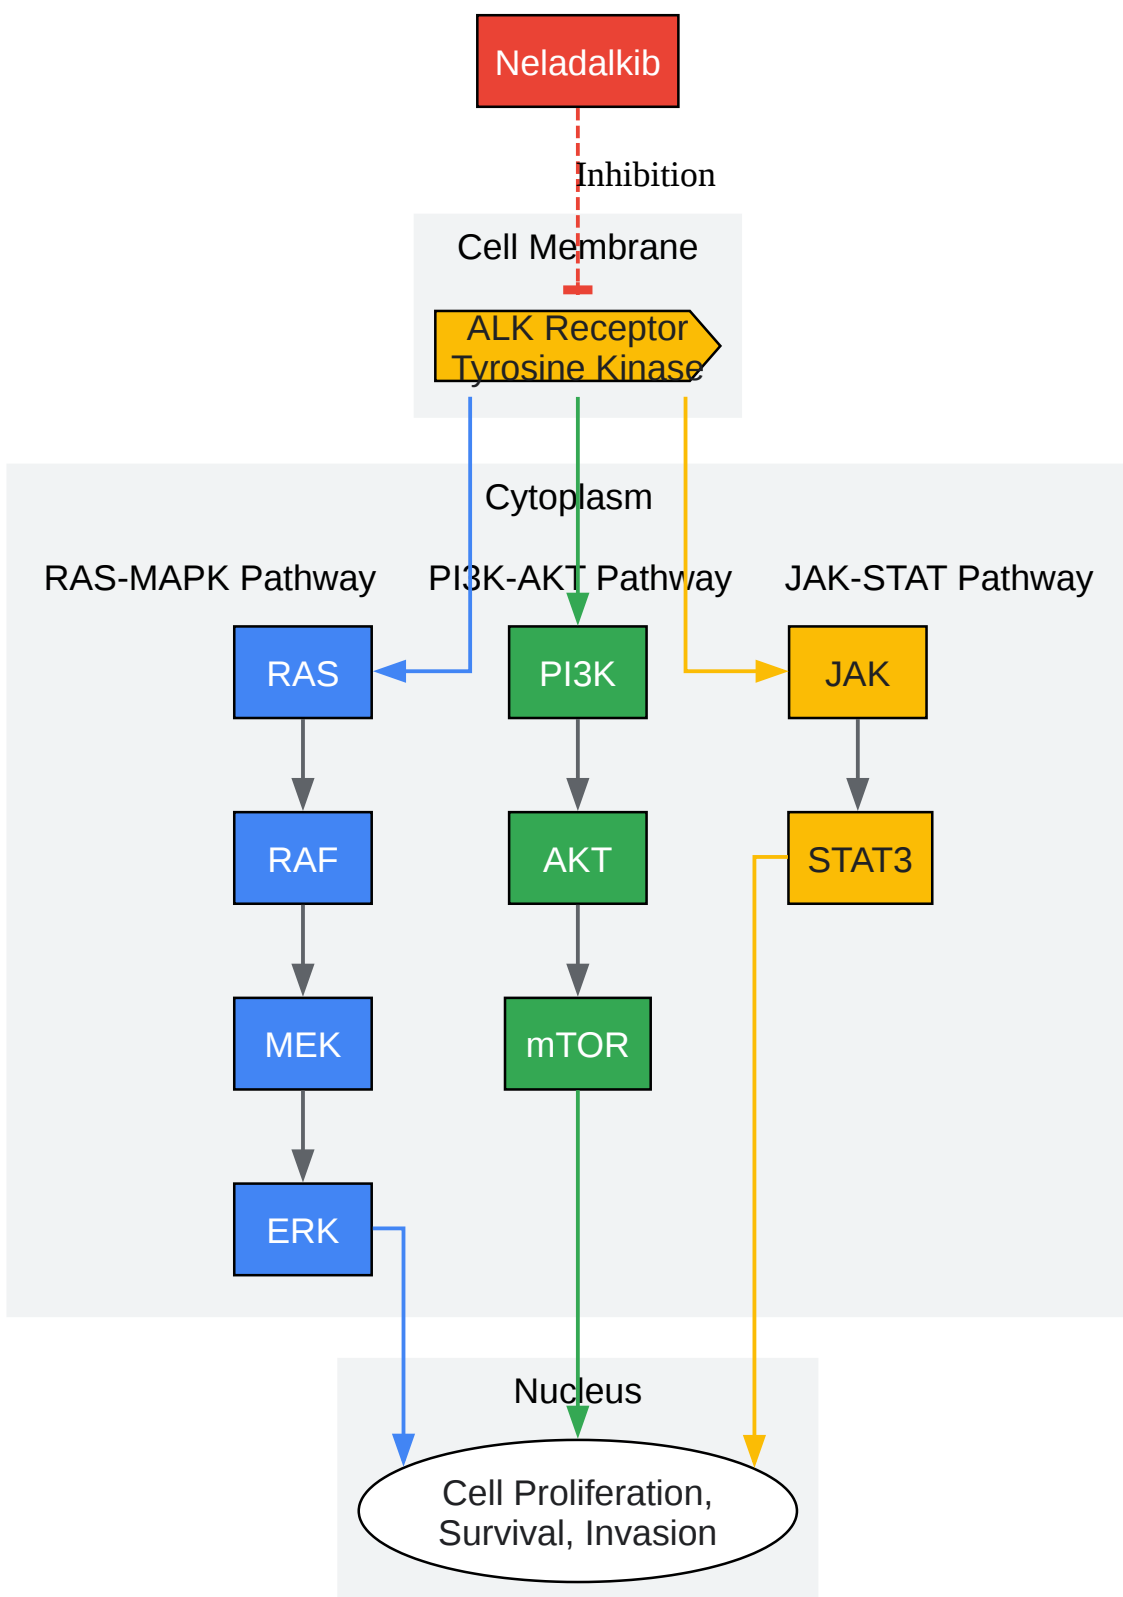 Neladalkib
Inhibition
Cell Membrane
ALK Receptor
Tyrosine Kinase
Cytoplasm
RAS-MAPK Pathway
PI3K-AKT Pathway
JAK-STAT Pathway
RAS
PI3K
JAK
RAF
AKT
STAT3
MEK
mTOR
ERK
Nucleus
Cell Proliferation,
Survival, Invasion